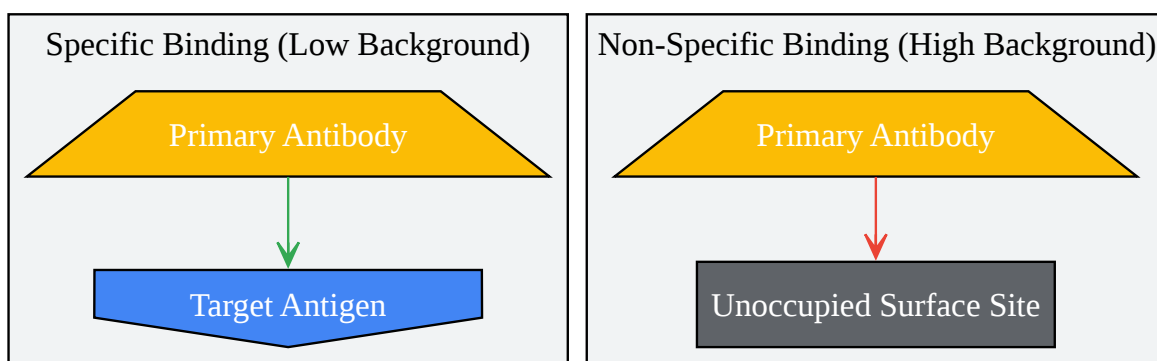 Specific Binding (Low Background)
Primary Antibody
Target Antigen
Non-Specific Binding (High Background)
Primary Antibody
Unoccupied Surface Site